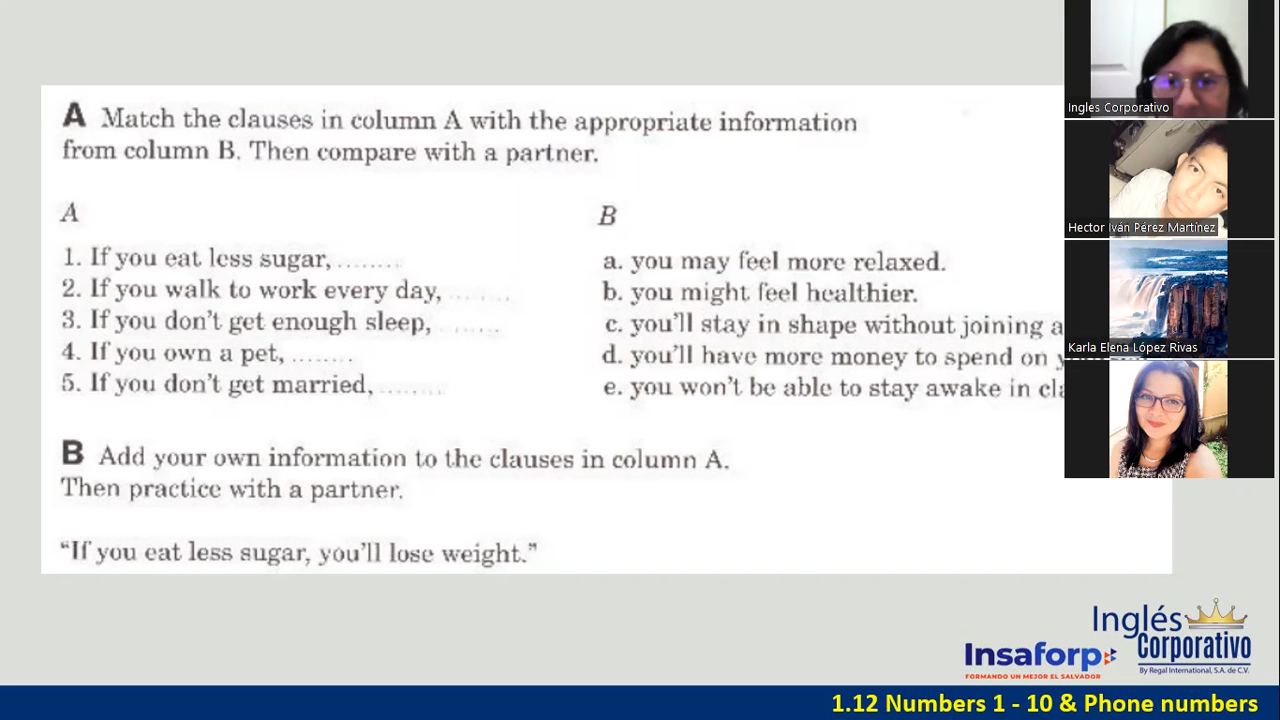 A Match the clauses in column A with the appropriate information
from column B. Then compare with a partner.
A
B
1. If you eat less sugar, ........
2. If you walk to work every day, ........
3. If you don't get enough sleep, ........
4. If you own a pet, ........
5. If you don't get married, ........
a. you may feel more relaxed.
b. you might feel healthier.
c. you'll stay in shape without joining a
d. you'll have more money to spend on
e. you won't be able to stay awake in
B Add your own information to the clauses in column A.
Then practice with a partner.
"If you eat less sugar, you'll lose weight."
Ingles Corporativo
Hector Iván Pérez Martínez
Karla Elena López Rivas
Insaforp
FORMANDO UN MEJOR EL SALVADOR
Inglés
Corporativo
By Regal International, S.A. de C.V.
1.12 Numbers 1 - 10 & Phone numbers